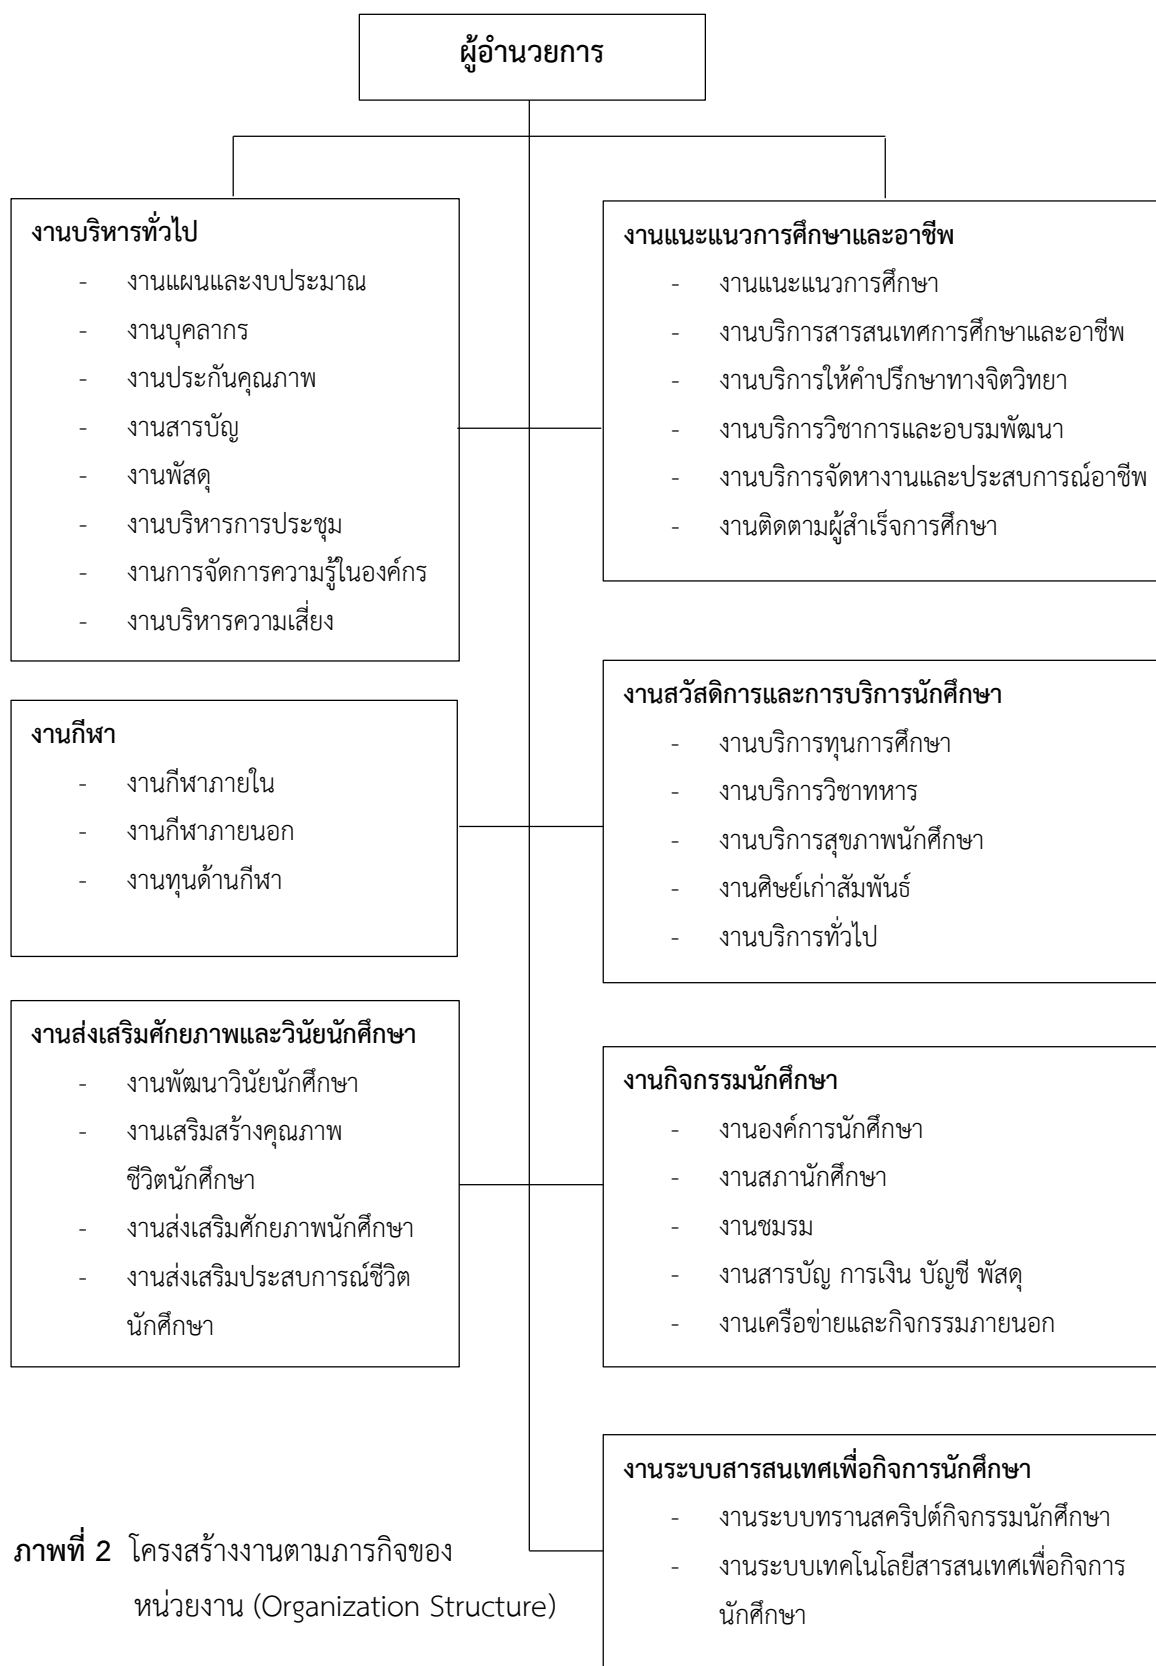 ผู้อำนวยการ
งานบริหารทั่วไป
- งานแผนและงบประมาณ
- งานบุคลากร
- งานประกันคุณภาพ
- งานสารบัญ
- งานพัสดุ
- งานบริหารการประชุม
- งานการจัดการความรู้ในองค์กร
- งานบริหารความเสี่ยง
งานแนะแนวการศึกษาและอาชีพ
- งานแนะแนวการศึกษา
- งานบริการสารสนเทศการศึกษาและอาชีพ
- งานบริการให้คำปรึกษาทางจิตวิทยา
- งานบริการวิชาการและอบรมพัฒนา
- งานบริการจัดหางานและประสบการณ์อาชีพ
- งานติดตามผู้สำเร็จการศึกษา
งานกีฬา
- งานกีฬาภายใน
- งานกีฬาภายนอก
- งานทุนด้านกีฬา
งานสวัสดิการและการบริการนักศึกษา
- งานบริการทุนการศึกษา
- งานบริการวิชาทหาร
- งานบริการสุขภาพนักศึกษา
- งานศิษย์เก่าสัมพันธ์
- งานบริการทั่วไป
งานส่งเสริมศักยภาพและวินัยนักศึกษา
- งานพัฒนาวินัยนักศึกษา
- งานเสริมสร้างคุณภาพ
ชีวิตนักศึกษา
- งานส่งเสริมศักยภาพนักศึกษา
- งานส่งเสริมประสบการณ์ชีวิต
นักศึกษา
งานกิจกรรมนักศึกษา
- งานองค์การนักศึกษา
- งานสภานักศึกษา
- งานชมรม
- งานสารบัญ การเงิน บัญชี พัสดุ
- งานเครือข่ายและกิจกรรมภายนอก
งานระบบสารสนเทศเพื่อกิจการนักศึกษา
- งานระบบทรานสคริปต์กิจกรรมนักศึกษา
- งานระบบเทคโนโลยีสารสนเทศเพื่อกิจการ
นักศึกษา
ภาพที่ 2 โครงสร้างงานตามภารกิจของ
หน่วยงาน (Organization Structure)